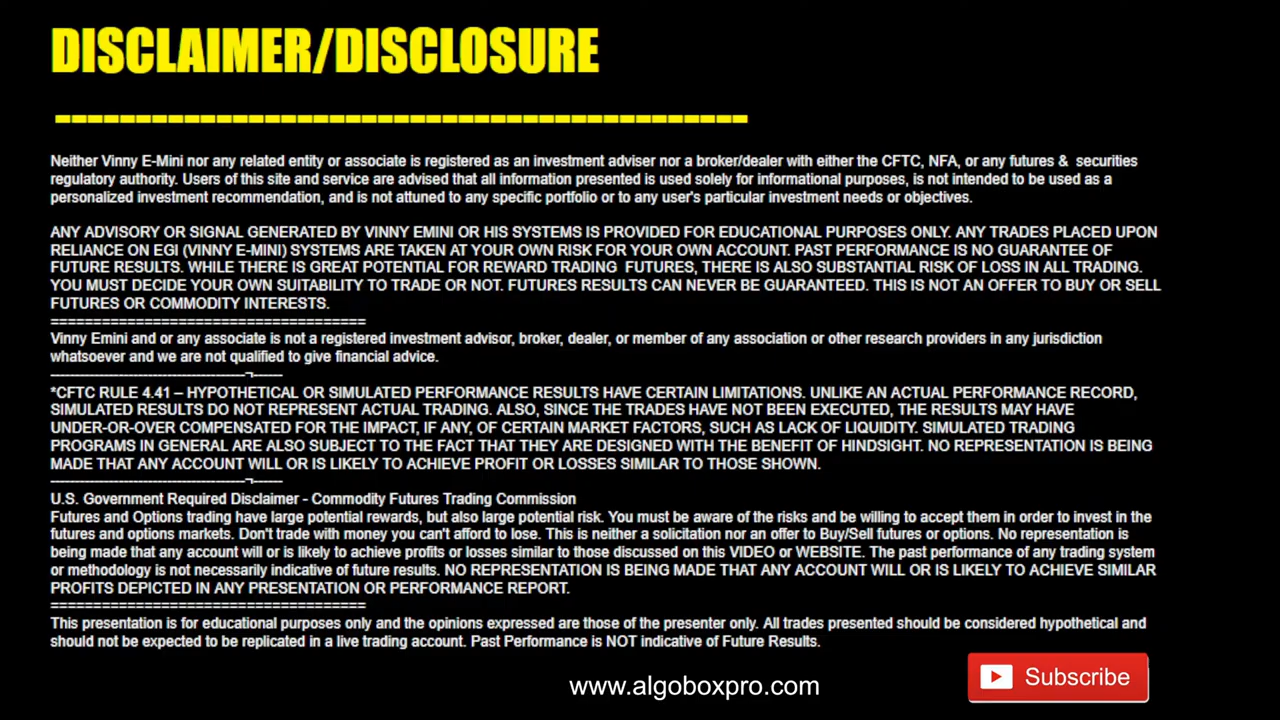 DISCLAIMER/DISCLOSURE
--------------------------------------------
Neither Vinny E-Mini nor any related entity or associate is registered as an investment adviser nor a broker/dealer with either the CFTC, NFA, or any futures &  securities
regulatory authority. Users of this site and service are advised that all information presented is used solely for informational purposes, is not intended to be used as a
personalized investment recommendation, and is not attuned to any specific portfolio or to any user's particular investment needs or objectives.
ANY ADVISORY OR SIGNAL GENERATED BY VINNY EMINI OR HIS SYSTEMS IS PROVIDED FOR EDUCATIONAL PURPOSES ONLY. ANY TRADES PLACED UPON
RELIANCE ON EGI (VINNY E-MINI) SYSTEMS ARE TAKEN AT YOUR OWN RISK FOR YOUR OWN ACCOUNT. PAST PERFORMANCE IS NO GUARANTEE OF
FUTURE RESULTS. WHILE THERE IS GREAT POTENTIAL FOR REWARD TRADING  FUTURES, THERE IS ALSO SUBSTANTIAL RISK OF LOSS IN ALL TRADING.
YOU MUST DECIDE YOUR OWN SUITABILITY TO TRADE OR NOT. FUTURES RESULTS CAN NEVER BE GUARANTEED. THIS IS NOT AN OFFER TO BUY OR SELL
FUTURES OR COMMODITY INTERESTS.
====================================
Vinny Emini and or any associate is not a registered investment advisor, broker, dealer, or member of any association or other research providers in any jurisdiction
whatsoever and we are not qualified to give financial advice.
-------------------------------------------¬------
*CFTC RULE 4.41 – HYPOTHETICAL OR SIMULATED PERFORMANCE RESULTS HAVE CERTAIN LIMITATIONS. UNLIKE AN ACTUAL PERFORMANCE RECORD,
SIMULATED RESULTS DO NOT REPRESENT ACTUAL TRADING. ALSO, SINCE THE TRADES HAVE NOT BEEN EXECUTED, THE RESULTS MAY HAVE
UNDER-OR-OVER COMPENSATED FOR THE IMPACT, IF ANY, OF CERTAIN MARKET FACTORS, SUCH AS LACK OF LIQUIDITY. SIMULATED TRADING
PROGRAMS IN GENERAL ARE ALSO SUBJECT TO THE FACT THAT THEY ARE DESIGNED WITH THE BENEFIT OF HINDSIGHT. NO REPRESENTATION IS BEING
MADE THAT ANY ACCOUNT WILL OR IS LIKELY TO ACHIEVE PROFIT OR LOSSES SIMILAR TO THOSE SHOWN.
-------------------------------------------¬------
U.S. Government Required Disclaimer - Commodity Futures Trading Commission
Futures and Options trading have large potential rewards, but also large potential risk. You must be aware of the risks and be willing to accept them in order to invest in the
futures and options markets. Don't trade with money you can't afford to lose. This is neither a solicitation nor an offer to Buy/Sell futures or options. No representation is
being made that any account will or is likely to achieve profits or losses similar to those discussed on this VIDEO or WEBSITE. The past performance of any trading system
or methodology is not necessarily indicative of future results. NO REPRESENTATION IS BEING MADE THAT ANY ACCOUNT WILL OR IS LIKELY TO ACHIEVE SIMILAR
PROFITS DEPICTED IN ANY PRESENTATION OR PERFORMANCE REPORT.
====================================
This presentation is for educational purposes only and the opinions expressed are those of the presenter only. All trades presented should be considered hypothetical and
should not be expected to be replicated in a live trading account. Past Performance is NOT indicative of Future Results.
www.algoboxpro.com
Subscribe